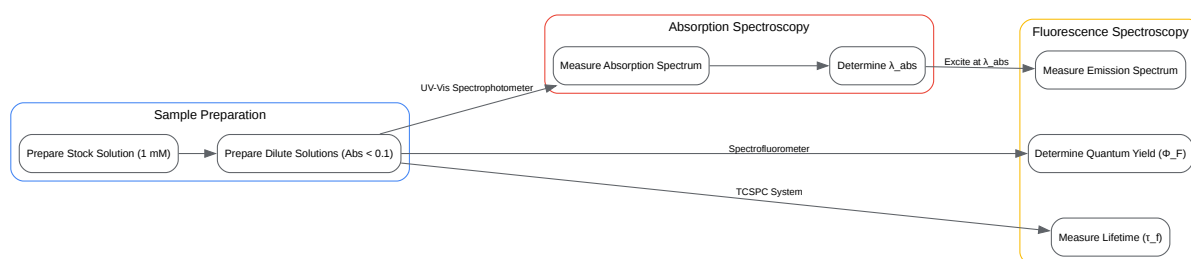 Absorption Spectroscopy
Fluorescence Spectroscopy
Measure Absorption Spectrum
Determine λ_abs
Excite at λ_abs
Measure Emission Spectrum
UV-Vis Spectrophotometer
Sample Preparation
Prepare Stock Solution (1 mM)
Prepare Dilute Solutions (Abs < 0.1)
Spectrofluorometer
Determine Quantum Yield (Φ_F)
TCSPC System
Measure Lifetime (τ_f)